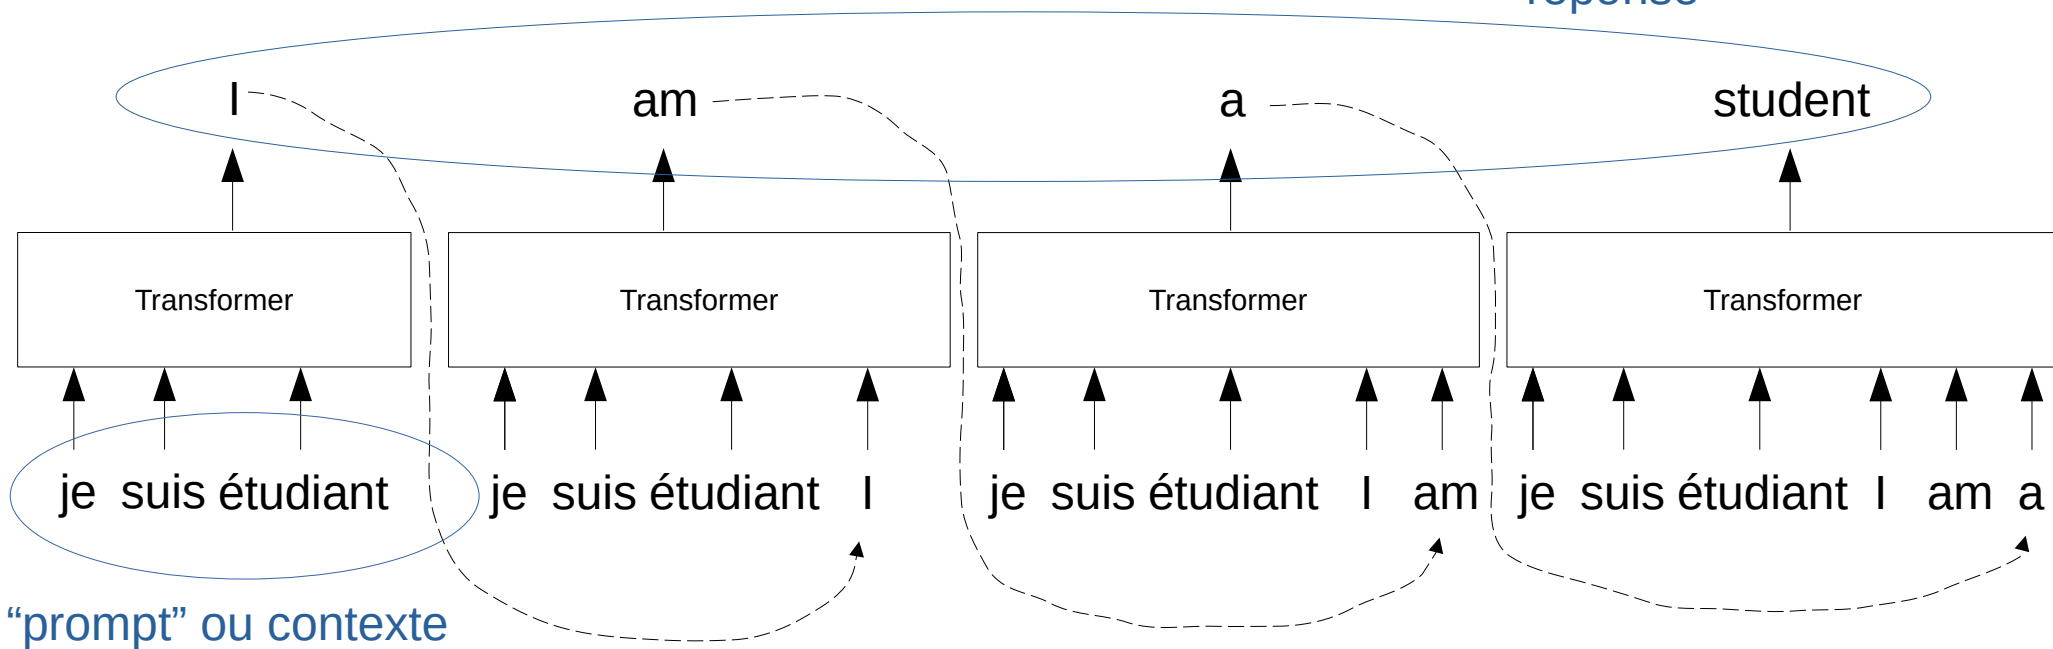 réponse
I am a student
Transformer Transformer Transformer Transformer
je suis étudiant je suis étudiant I je suis étudiant I am je suis étudiant I am a
“prompt” ou contexte